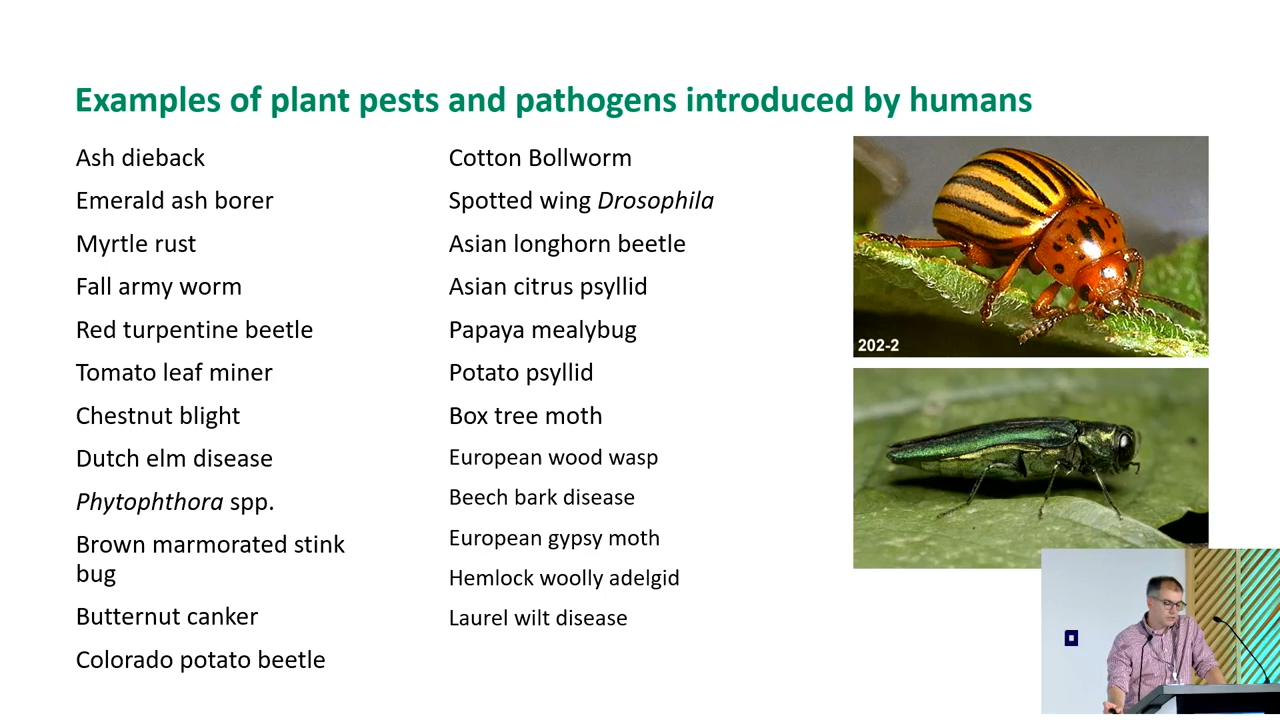 Examples of plant pests and pathogens introduced by humans
Ash dieback
Emerald ash borer
Myrtle rust
Fall army worm
Red turpentine beetle
Tomato leaf miner
Chestnut blight
Dutch elm disease
Phytophthora spp.
Brown marmorated stink
bug
Butternut canker
Colorado potato beetle
Cotton Bollworm
Spotted wing Drosophila
Asian longhorn beetle
Asian citrus psyllid
Papaya mealybug
Potato psyllid
Box tree moth
European wood wasp
Beech bark disease
European gypsy moth
Hemlock woolly adelgid
Laurel wilt disease
202-2